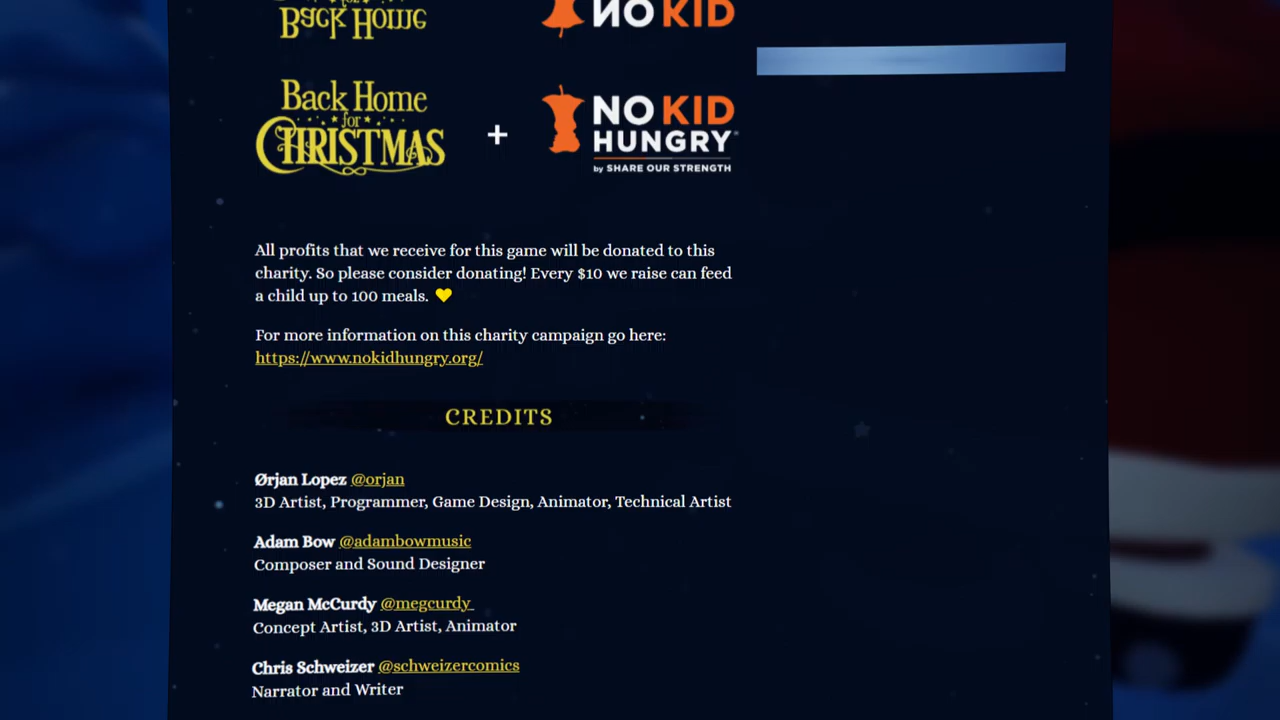 Back Home
NO KID
Back Home
for
CHRISTMAS
+
NO KID
HUNGRY®
by SHARE OUR STRENGTH
All profits that we receive for this game will be donated to this
charity. So please consider donating! Every $10 we raise can feed
a child up to 100 meals. 💛
For more information on this charity campaign go here:
https://www.nokidhungry.org/
CREDITS
Ørjan Lopez @orjan
3D Artist, Programmer, Game Design, Animator, Technical Artist
Adam Bow @adambowmusic
Composer and Sound Designer
Megan McCurdy @megcurdy
Concept Artist, 3D Artist, Animator
Chris Schweizer @schweizercomics
Narrator and Writer